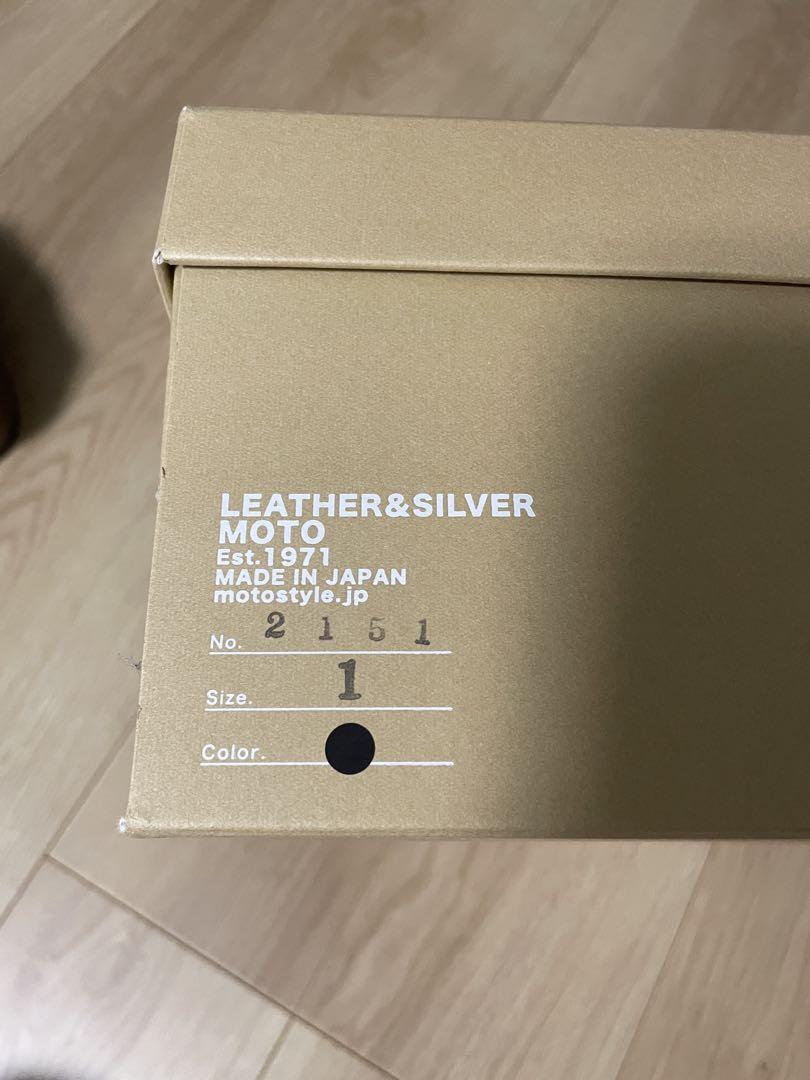 LEATHER&SILVER
MOTO
Est.1971
MADE IN JAPAN
motostyle.jp
No. 2151
Size. 1
Color.